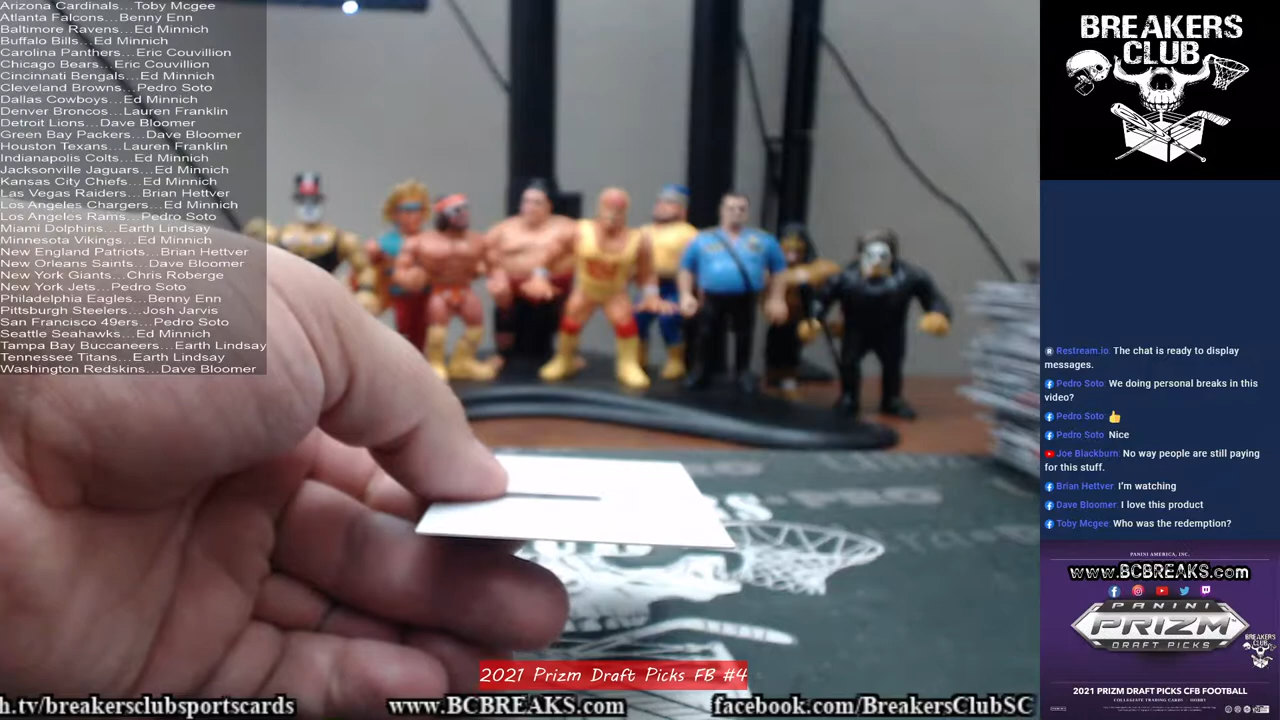 Arizona Cardinals...Toby Mcgee
Atlanta Falcons...Benny Enn
Baltimore Ravens...Ed Minnich
Buffalo Bills...Ed Minnich
Carolina Panthers...Eric Couvillion
Chicago Bears...Eric Couvillion
Cincinnati Bengals...Ed Minnich
Cleveland Browns...Pedro Soto
Dallas Cowboys...Ed Minnich
Denver Broncos...Lauren Franklin
Detroit Lions...Dave Bloomer
Green Bay Packers...Dave Bloomer
Houston Texans...Lauren Franklin
Indianapolis Colts...Ed Minnich
Jacksonville Jaguars...Ed Minnich
Kansas City Chiefs...Ed Minnich
Las Vegas Raiders...Brian Hettver
Los Angeles Chargers...Ed Minnich
Los Angeles Rams...Pedro Soto
Miami Dolphins...Earth Lindsay
Minnesota Vikings...Ed Minnich
New England Patriots...Brian Hettver
New Orleans Saints...Dave Bloomer
New York Giants...Chris Roberge
New York Jets...Pedro Soto
Philadelphia Eagles...Benny Enn
Pittsburgh Steelers...Josh Jarvis
San Francisco 49ers...Pedro Soto
Seattle Seahawks...Ed Minnich
Tampa Bay Buccaneers...Earth Lindsay
Tennessee Titans...Earth Lindsay
Washington Redskins...Dave Bloomer
BREAKERS
CLUB
Restream.io: The chat is ready to display
messages.
Pedro Soto: We doing personal breaks in this
video?
Pedro Soto: 👍
Pedro Soto: Nice
Joe Blackburn: No way people are still paying
for this stuff.
Brian Hettver: I'm watching
Dave Bloomer: I love this product
Toby Mcgee: Who was the redemption?
PANINI AMERICA, INC.
www.BCBREAKS.com
PANINI
PRIZM
DRAFT PICKS
BREAKERS
CLUB
2021 PRIZM DRAFT PICKS CFB FOOTBALL
COLLEGIATE TRADING CARDS | HOBBY
2021 Prizm Draft Picks FB #4
h.tv/breakersclubsportscards
www.BCBREAKS.com
facebook.com/BreakersClubSC